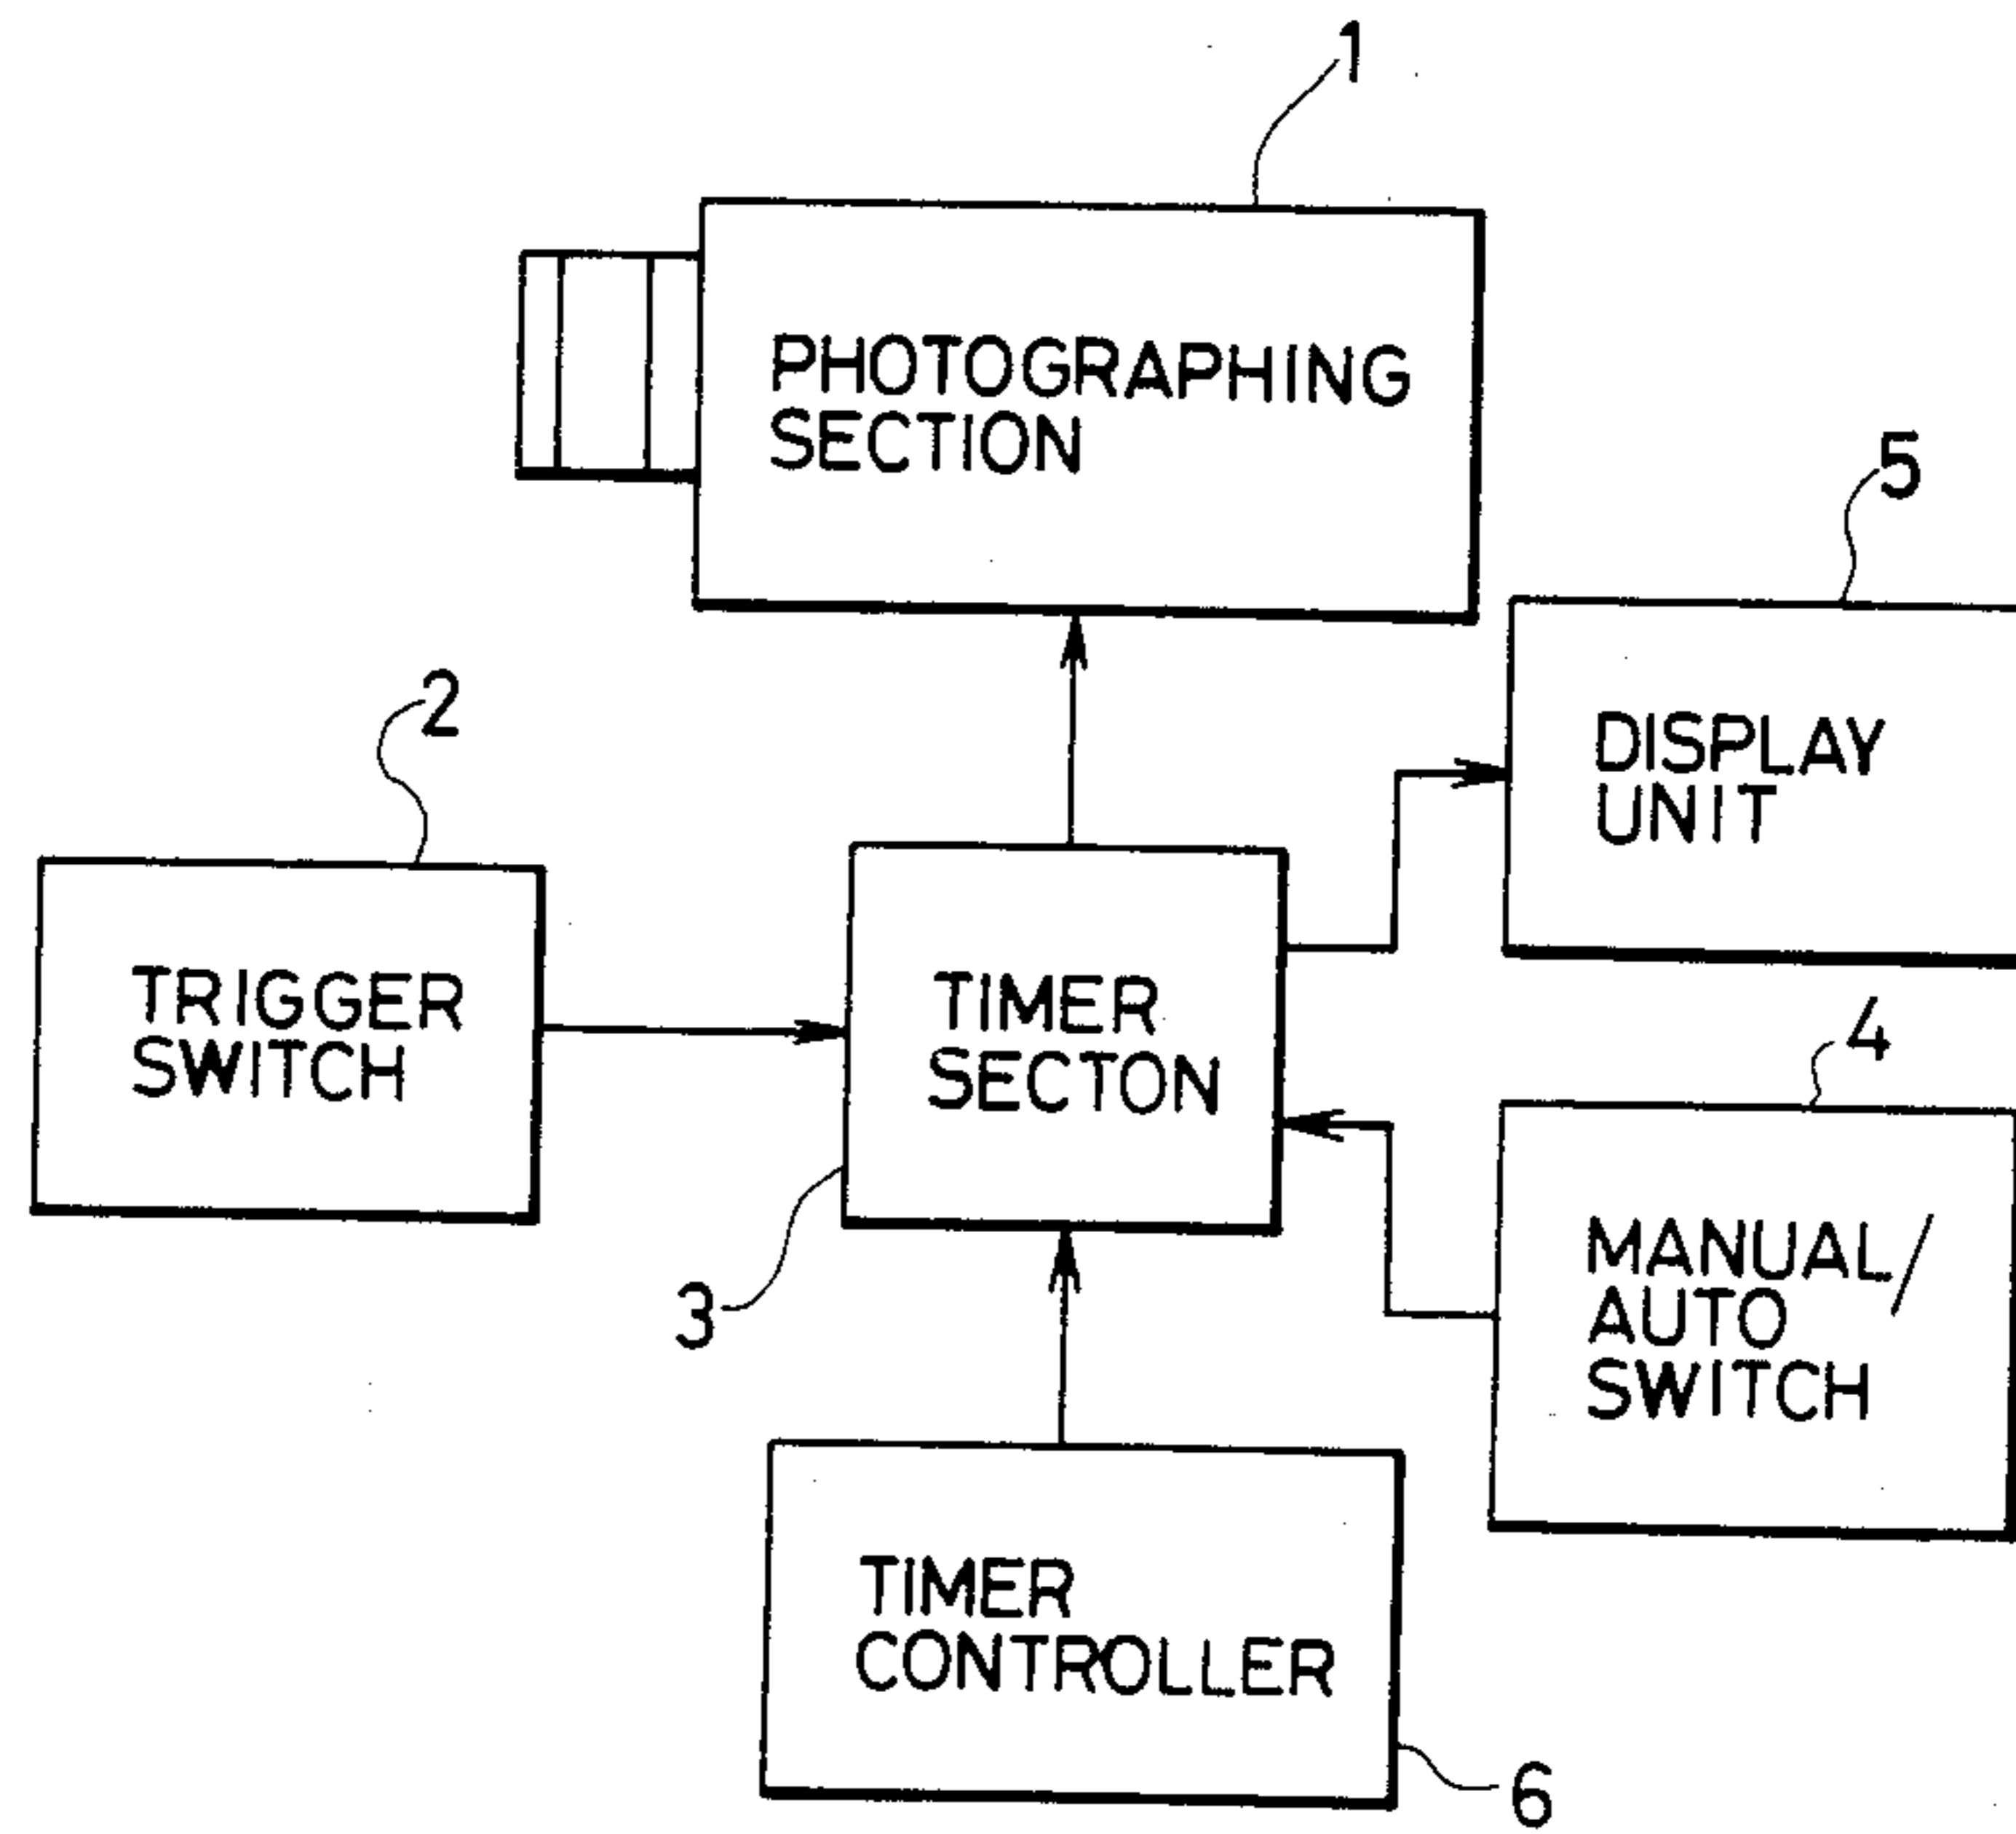 1
PHOTOGRAPHING
SECTION
5
DISPLAY
UNIT
2
TRIGGER
SWITCH
TIMER
SECTON
3
4
MANUAL/
AUTO
SWITCH
TIMER
CONTROLLER
6